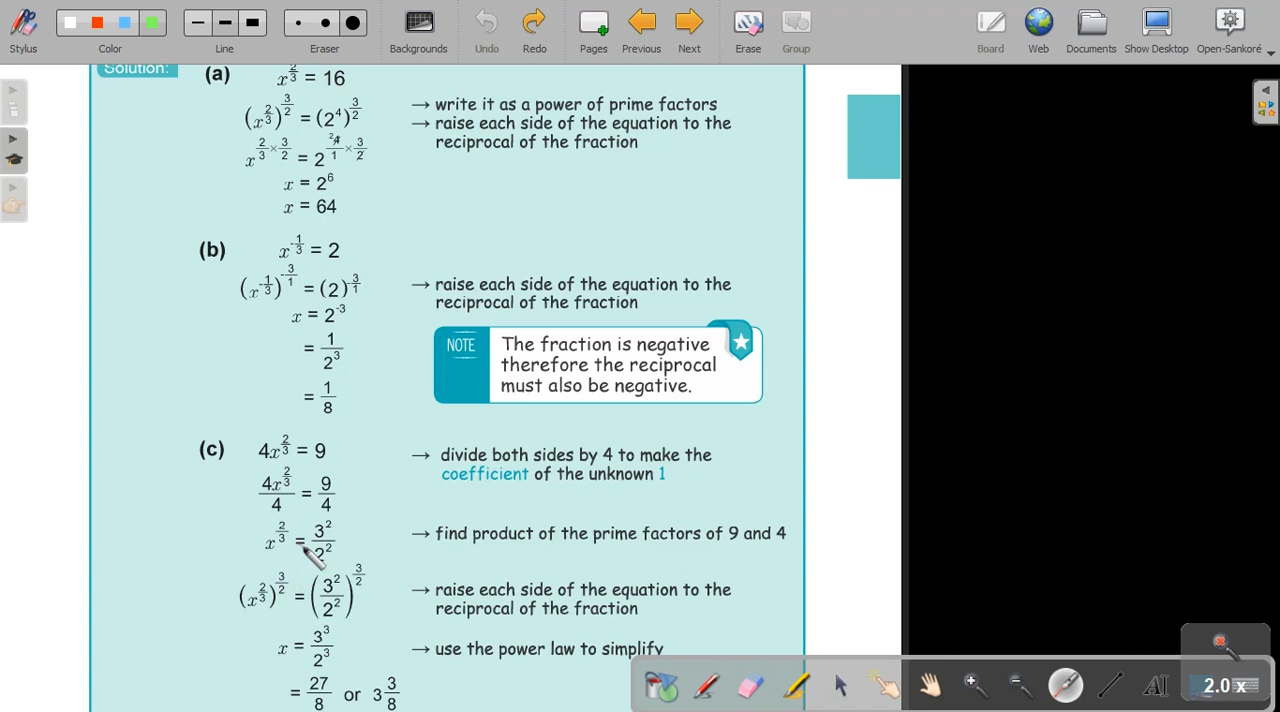 Stylus Color Line Eraser Backgrounds Undo Redo Pages Previous Next Erase Group Board Web Documents Show Desktop Open-Sankoré
Solution:
(a) x^{2/3} = 16
(x^{2/3})^{3/2} = (2^4)^{3/2} → write it as a power of prime factors
→ raise each side of the equation to the
reciprocal of the fraction
x^{2/3 × 3/2} = 2^{4/1 × 3/2}
x = 2^6
x = 64
(b) x^{-1/3} = 2
(x^{-1/3})^{-3/1} = (2)^{-3/1} → raise each side of the equation to the
reciprocal of the fraction
x = 2^{-3}
= 1/2^3
= 1/8
NOTE
The fraction is negative
therefore the reciprocal
must also be negative.
(c) 4x^{2/3} = 9 → divide both sides by 4 to make the
coefficient of the unknown 1
4x^{2/3}/4 = 9/4
x^{2/3} = 3^2/2^2 → find product of the prime factors of 9 and 4
(x^{2/3})^{3/2} = (3^2/2^2)^{3/2} → raise each side of the equation to the
reciprocal of the fraction
x = 3^3/2^3 → use the power law to simplify
= 27/8 or 3 3/8
2.0 x